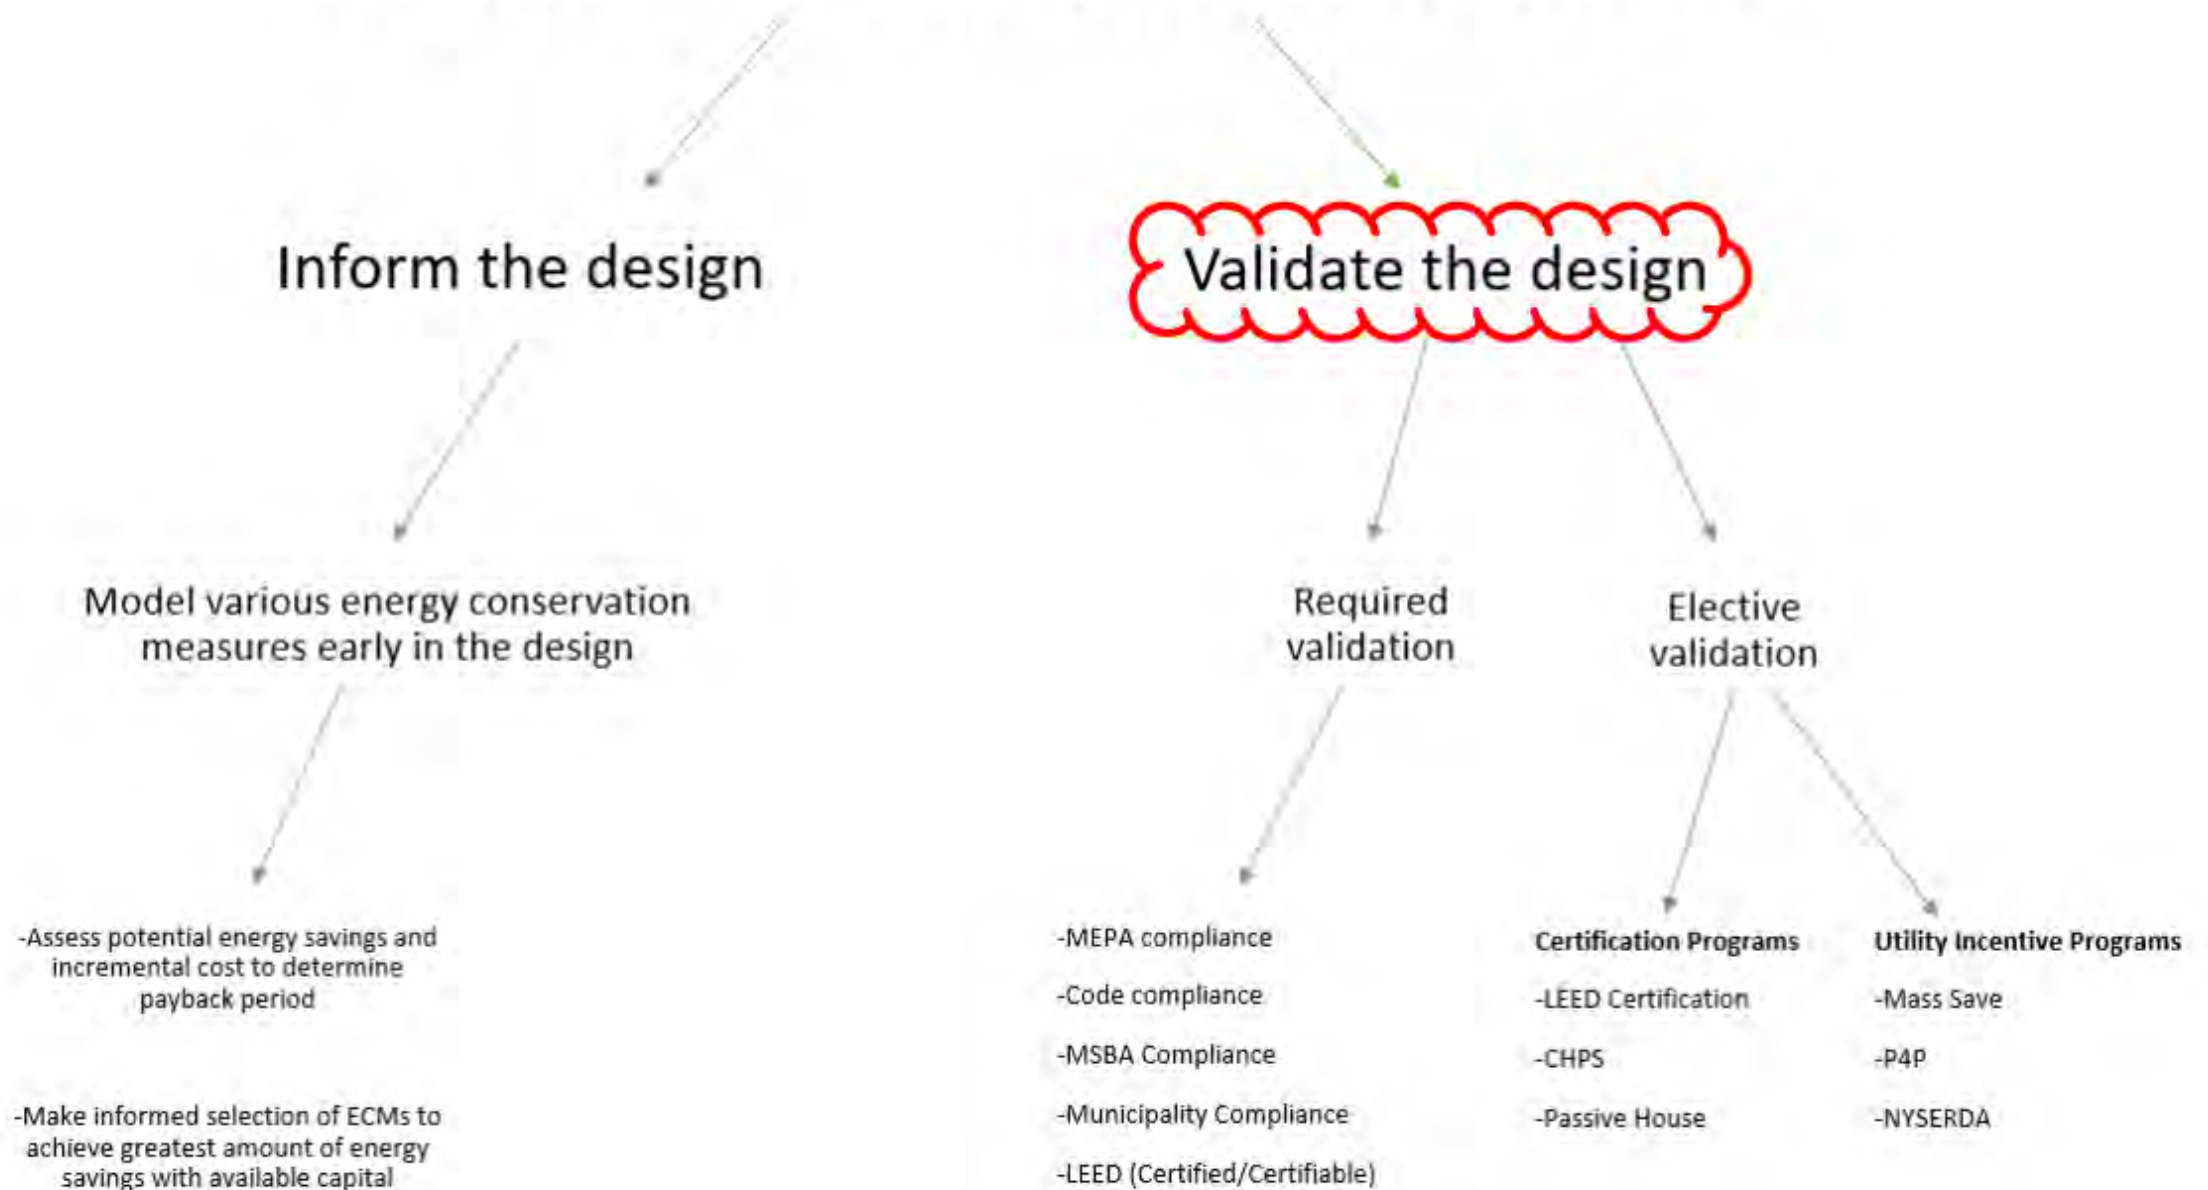 Inform the design
Validate the design
Model various energy conservation
measures early in the design
Required
validation
Elective
validation
-Assess potential energy savings and
incremental cost to determine
payback period
-Make informed selection of ECMs to
achieve greatest amount of energy
savings with available capital
-MEPA compliance
-Code compliance
-MSBA Compliance
-Municipality Compliance
-LEED (Certified/Certifiable)
Certification Programs
-LEED Certification
-CHPS
-Passive House
Utility Incentive Programs
-Mass Save
-P4P
-NYSERDA